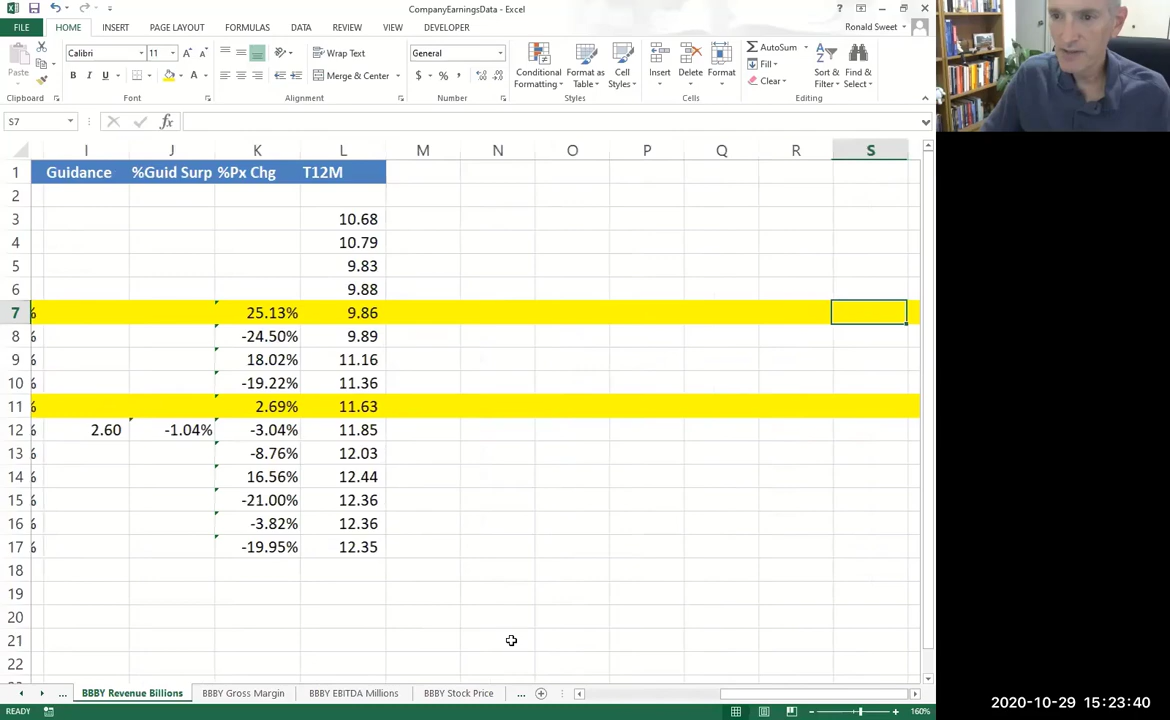 CompanyEarningsData - Excel
FILE HOME INSERT PAGE LAYOUT FORMULAS DATA REVIEW VIEW DEVELOPER Ronald Sweet
Calibri 11 Wrap Text General AutoSum
Fill
Paste B I U A Merge & Center $ % Conditional Formatting Format as Table Cell Styles Insert Delete Format Clear Sort & Filter Find & Select
Clipboard Font Alignment Number Styles Cells Editing
S7 fx
I J K L M N O P Q R S
1 Guidance %Guid Surp %Px Chg T12M
2
3 10.68
4 10.79
5 9.83
6 9.88
7 % 25.13% 9.86
8 % -24.50% 9.89
9 % 18.02% 11.16
10 % -19.22% 11.36
11 % 2.69% 11.63
12 % 2.60 -1.04% -3.04% 11.85
13 % -8.76% 12.03
14 % 16.56% 12.44
15 % -21.00% 12.36
16 % -3.82% 12.36
17 % -19.95% 12.35
18
19
20
21
22
... BBBY Revenue Billions BBBY Gross Margin BBBY EBITDA Millions BBBY Stock Price ...
READY 160%
2020-10-29 15:23:40